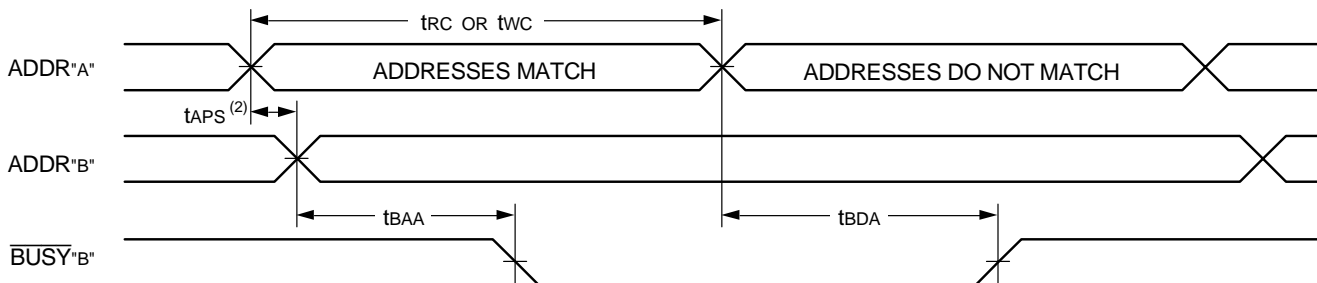 tRC OR tWC
ADDR"A"
ADDRESSES MATCH
ADDRESSES DO NOT MATCH
tAPS (2)
ADDR"B"
tBAA
tBDA
BUSY"B"